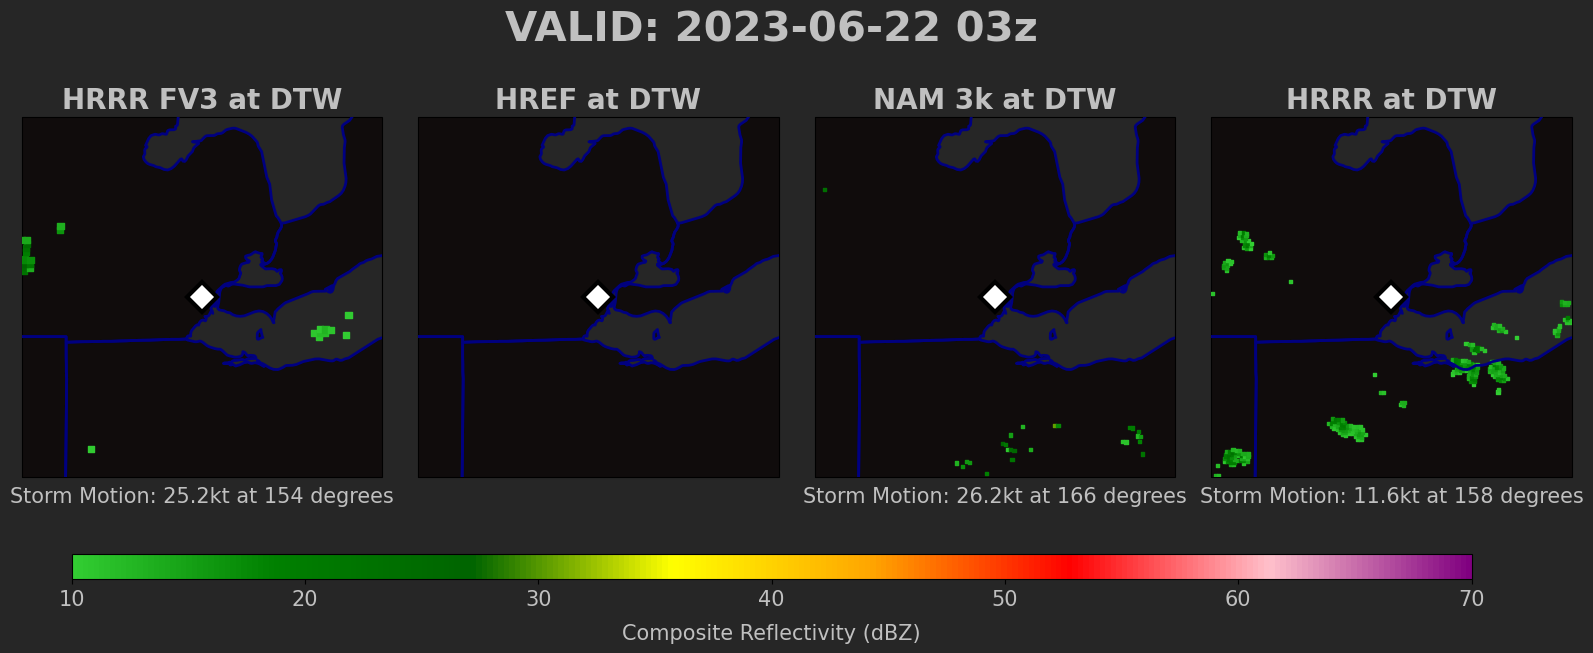 VALID: 2023-06-22 03z
HRRR FV3 at DTW
HREF at DTW
NAM 3k at DTW
HRRR at DTW
Storm Motion: 25.2kt at 154 degrees
Storm Motion: 26.2kt at 166 degrees
Storm Motion: 11.6kt at 158 degrees
10 20 30 40 50 60 70
Composite Reflectivity (dBZ)